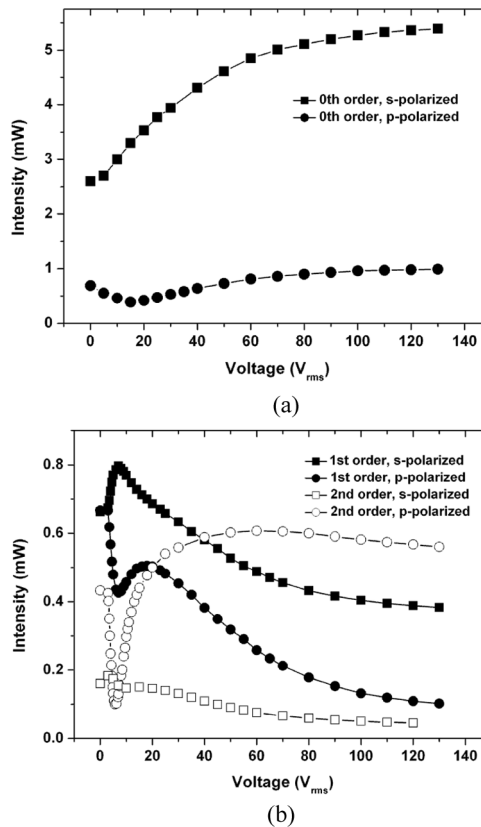 6
5
4
3
2
1
0
Intensity (mW)
0th order, s-polarized
0th order, p-polarized
0 20 40 60 80 100 120 140
Voltage (Vrms)
(a)
0.8
0.6
0.4
0.2
0.0
Intensity (mW)
1st order, s-polarized
1st order, p-polarized
2nd order, s-polarized
2nd order, p-polarized
0 20 40 60 80 100 120 140
Voltage (Vrms)
(b)